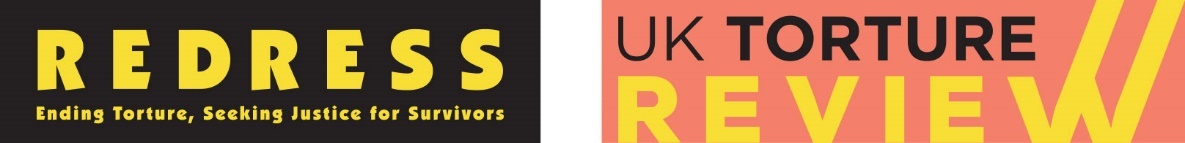 REDRESS
Ending Torture, Seeking Justice for Survivors
UK TORTURE
REVIEW